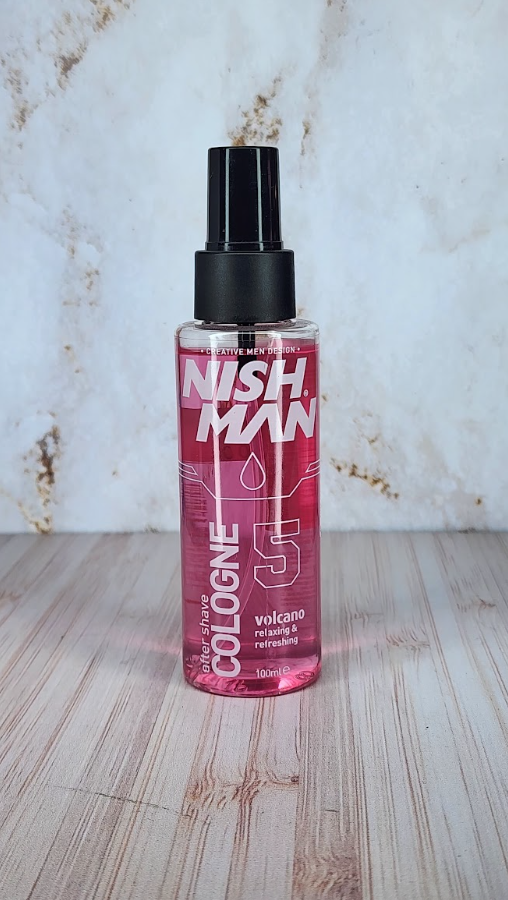 • CREATIVE MEN DESIGN •
NISH
MAN®
5
after shave
COLOGNE
volcano
relaxing &
refreshing
100ml ℮